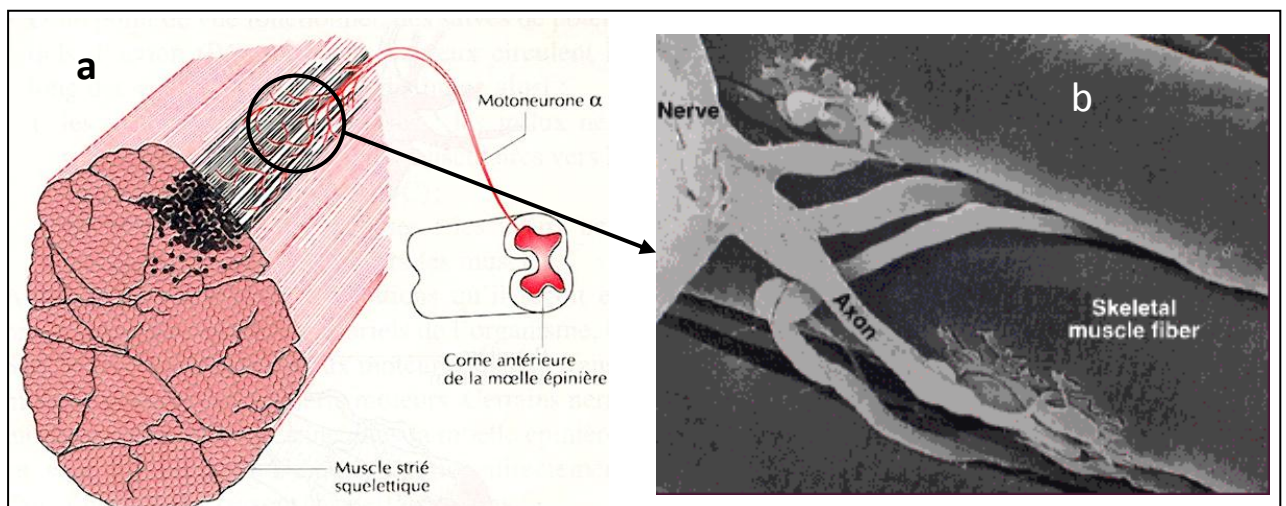 a
Motoneurone α
Corne antérieure
de la mœlle épinière
Muscle strié
squelettique
b
Nerve
Axon
Skeletal
muscle fiber